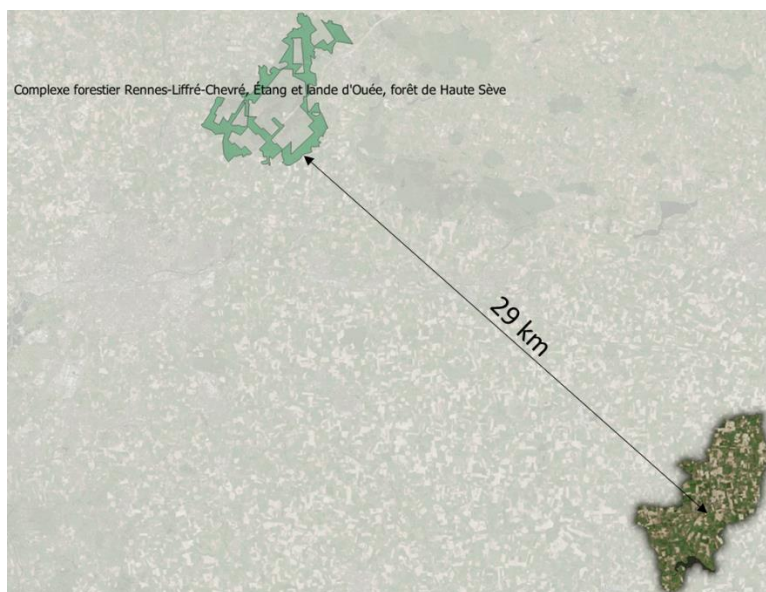 Complexe forestier Rennes-Liffré-Chevré, Étang et lande d'Ouée, forêt de Haute Sève
29 km